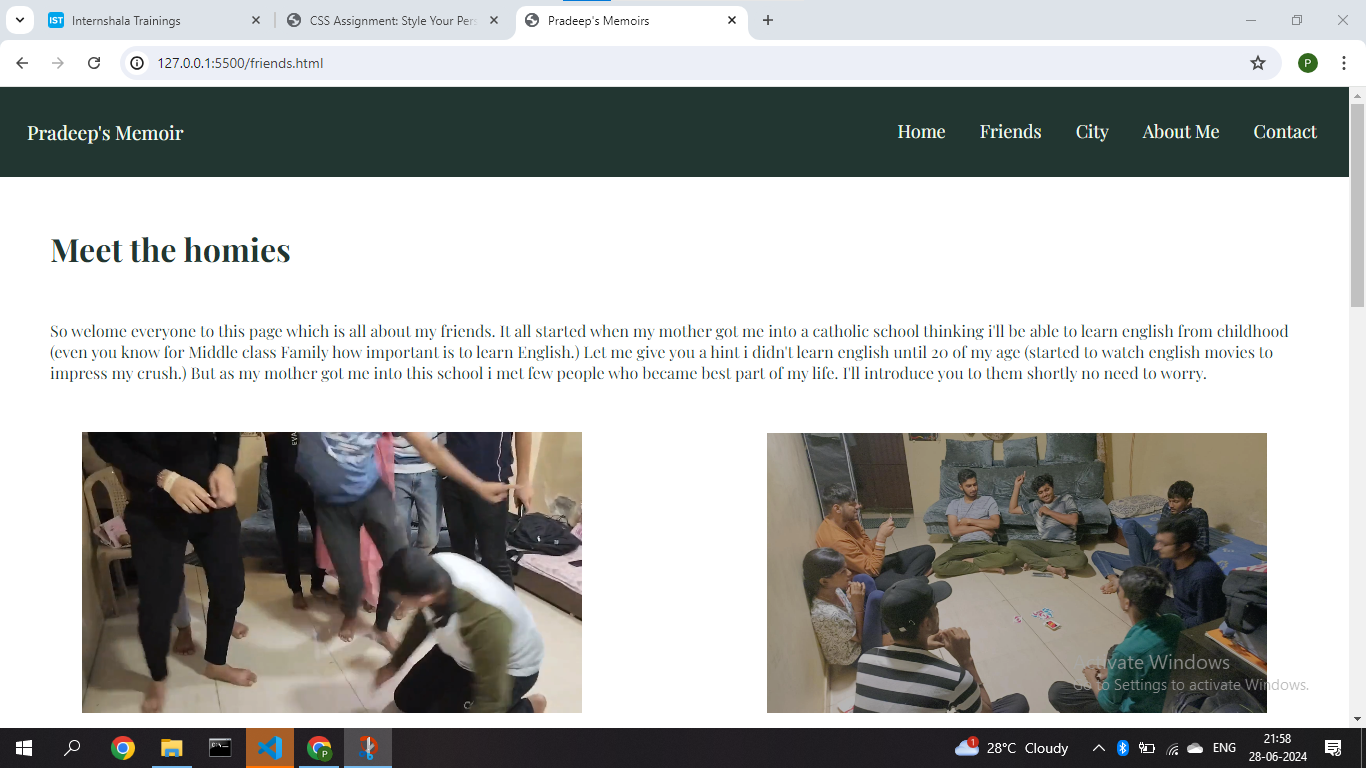 IST Internshala Trainings
CSS Assignment: Style Your Pers
Pradeep's Memoirs
127.0.0.1:5500/friends.html
P
Pradeep's Memoir
Home
Friends
City
About Me
Contact
Meet the homies
So welome everyone to this page which is all about my friends. It all started when my mother got me into a catholic school thinking i'll be able to learn english from childhood
(even you know for Middle class Family how important is to learn English.) Let me give you a hint i didn't learn english until 20 of my age (started to watch english movies to
impress my crush.) But as my mother got me into this school i met few people who became best part of my life. I'll introduce you to them shortly no need to worry.
Activate Windows
Go to Settings to activate Windows.
P
1
28°C Cloudy
ENG
21:58
28-06-2024